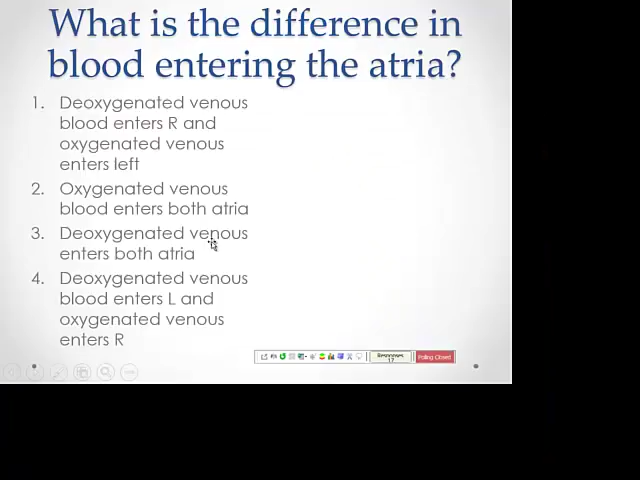 What is the difference in
blood entering the atria?
1. Deoxygenated venous
blood enters R and
oxygenated venous
enters left
2. Oxygenated venous
blood enters both atria
3. Deoxygenated venous
enters both atria
4. Deoxygenated venous
blood enters L and
oxygenated venous
enters R
Responses
17
Polling Closed